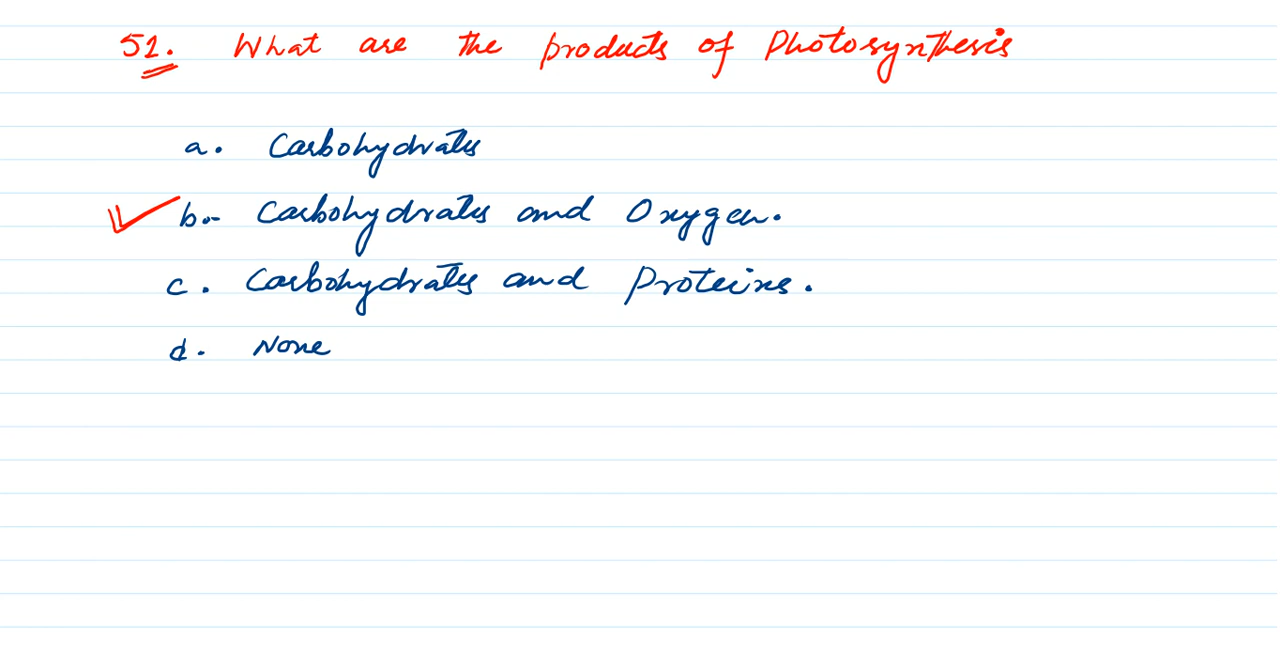 51. What are the products of Photosynthesis
a. Carbohydrates
b. Carbohydrates and Oxygen.
c. Carbohydrates and Proteins.
d. None